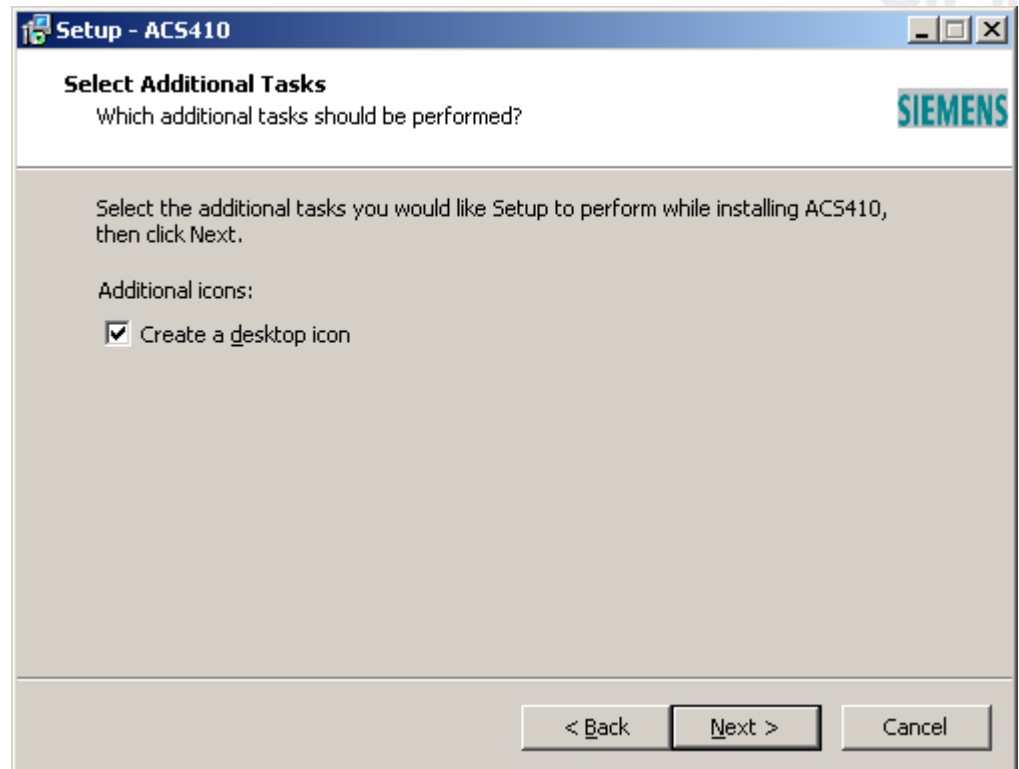 Setup - ACS410
Select Additional Tasks
Which additional tasks should be performed?
SIEMENS
Select the additional tasks you would like Setup to perform while installing ACS410,
then click Next.
Additional icons:
Create a desktop icon
< Back
Next >
Cancel